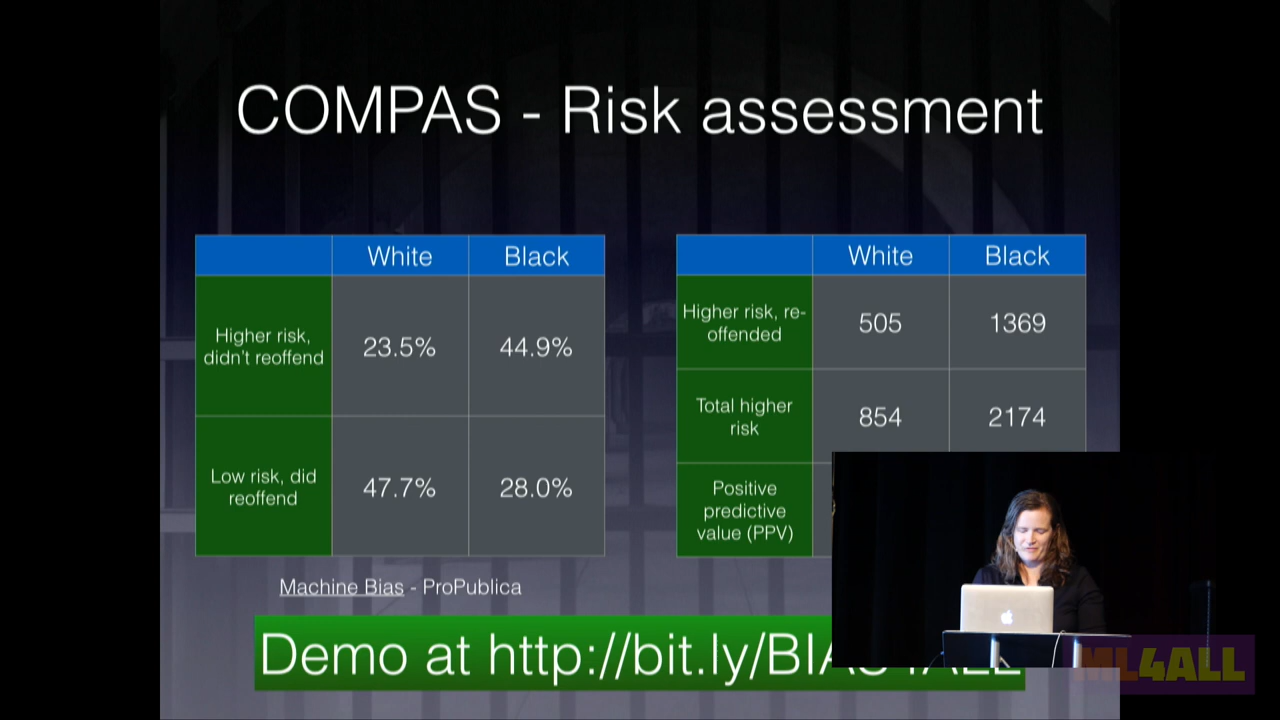 COMPAS - Risk assessment
White Black
Higher risk,
didn't reoffend
23.5% 44.9%
Low risk, did
reoffend
47.7% 28.0%
Machine Bias - ProPublica
White Black
Higher risk, re-
offended
505 1369
Total higher
risk
854 2174
Positive
predictive
value (PPV)
Demo at http://bit.ly/BIAS4ALL
ML4ALL